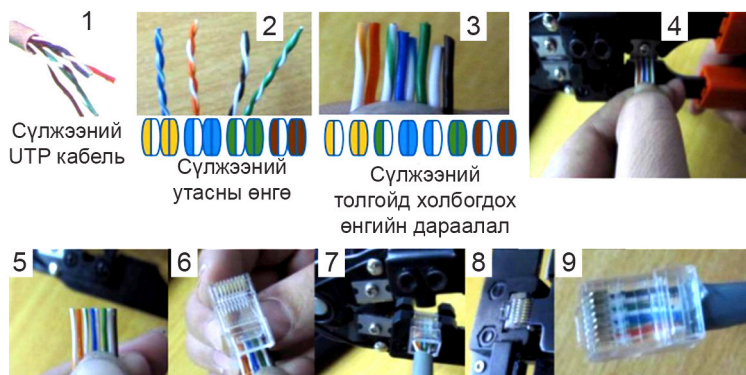 1
2
3
4
Сүлжээний
UTP кабель
Сүлжээний
утасны өнгө
Сүлжээний
толгойд холбогдох
өнгийн дараалал
5
6
7
8
9